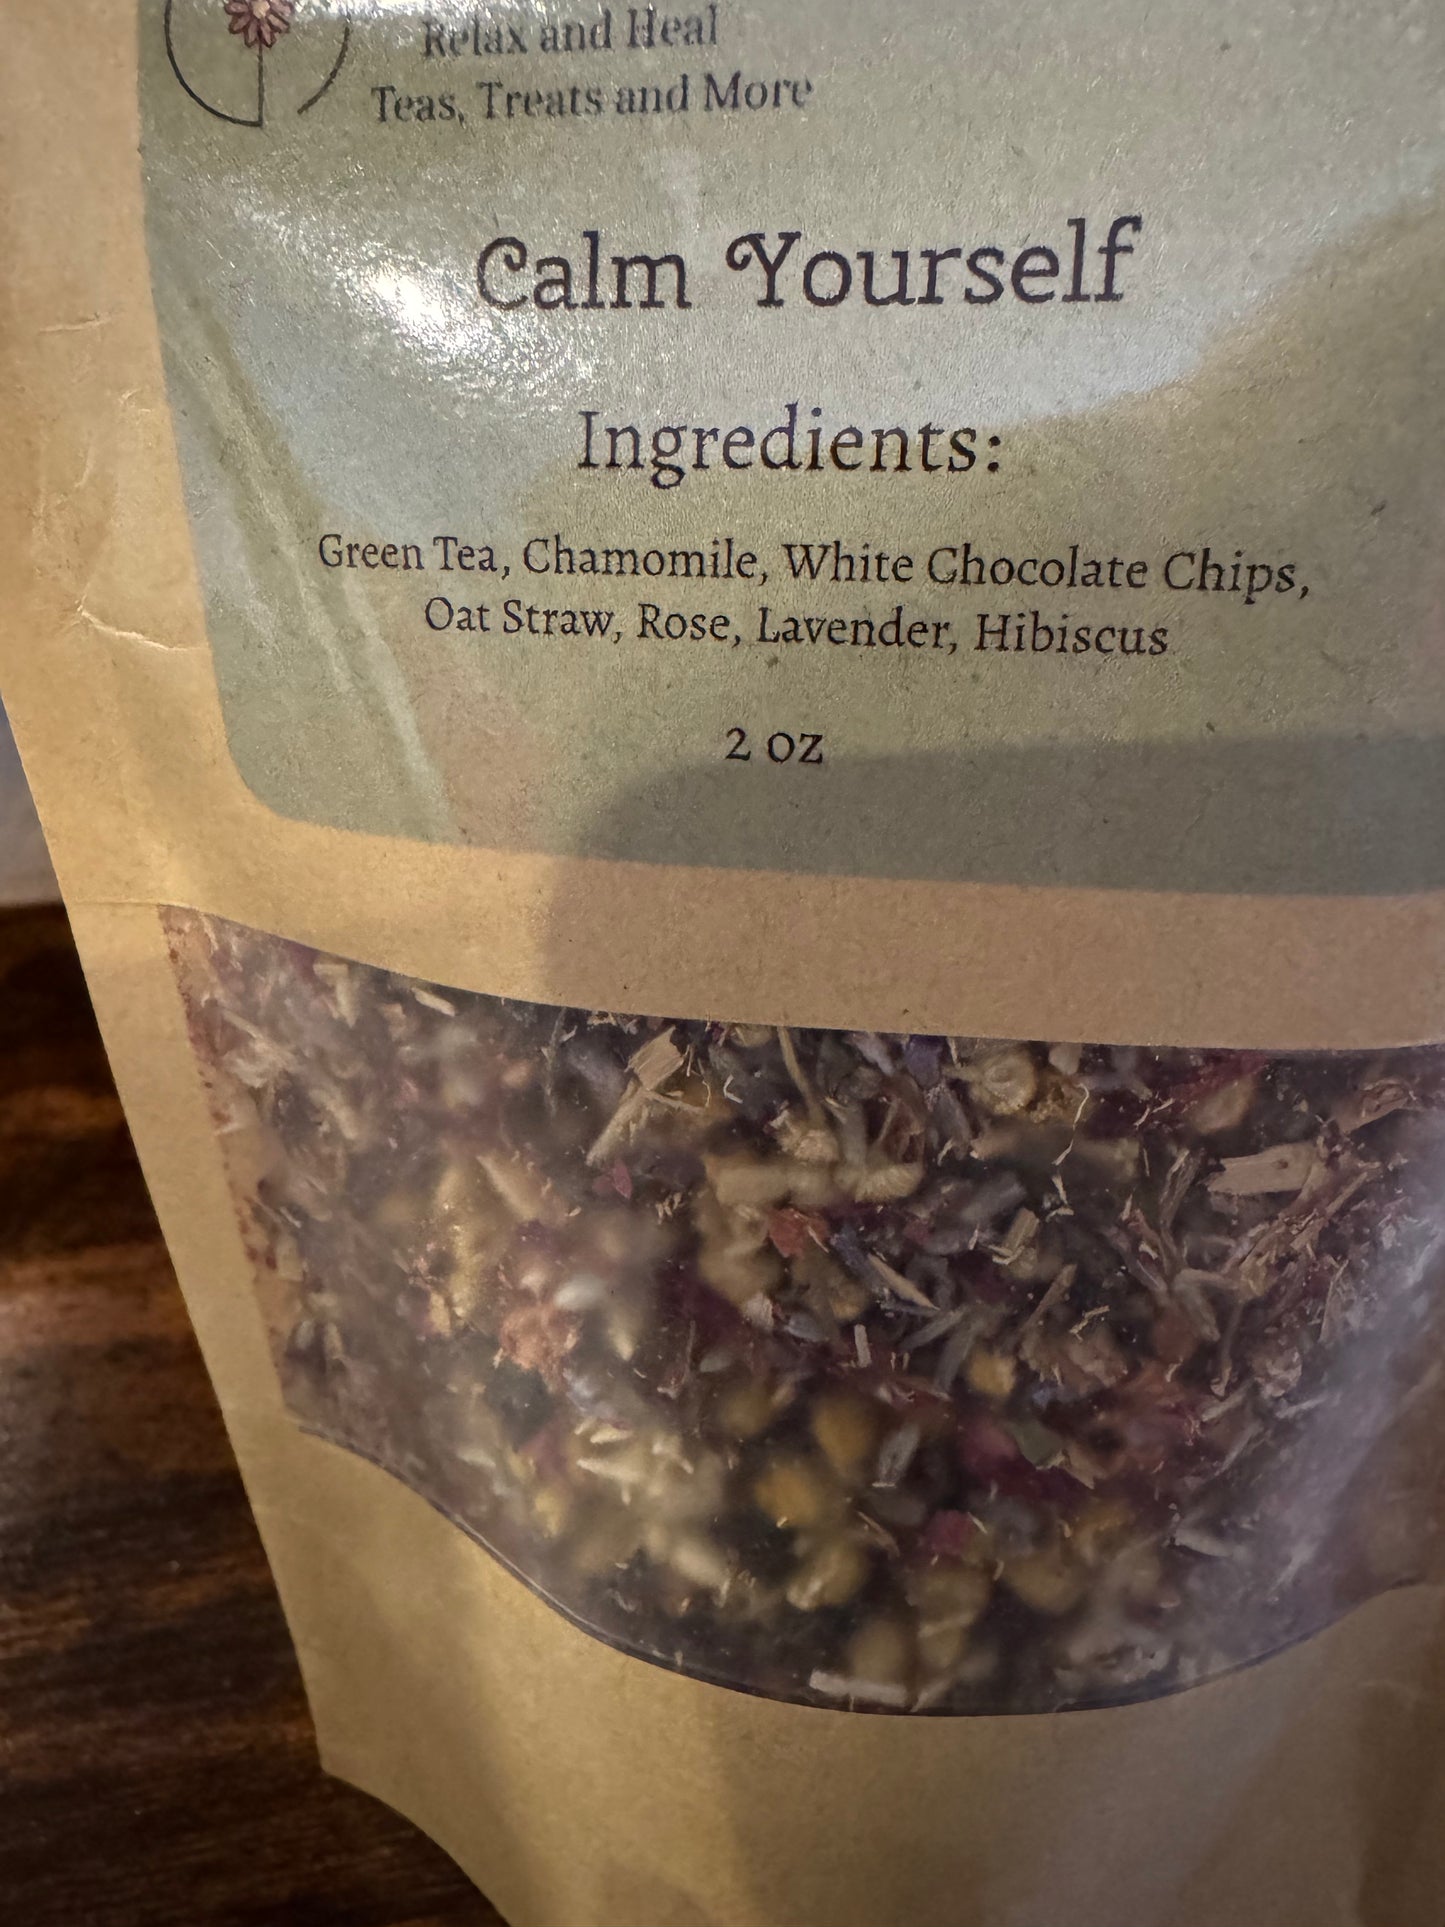 Relax and Heal
Teas, Treats and More
Calm Yourself
Ingredients:
Green Tea, Chamomile, White Chocolate Chips,
Oat Straw, Rose, Lavender, Hibiscus
2 oz